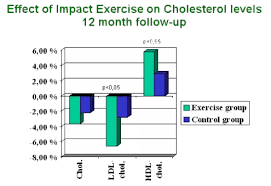 Effect of Impact Exercise on Cholesterol levels
12 month follow-up
6,00 %
4,00 %
2,00 %
0,00 %
-2,00 %
-4,00 %
-6,00 %
-8,00 %
p<0,05
p<0,05
Chol.
LDL chol.
HDL chol.
Exercise group
Control group